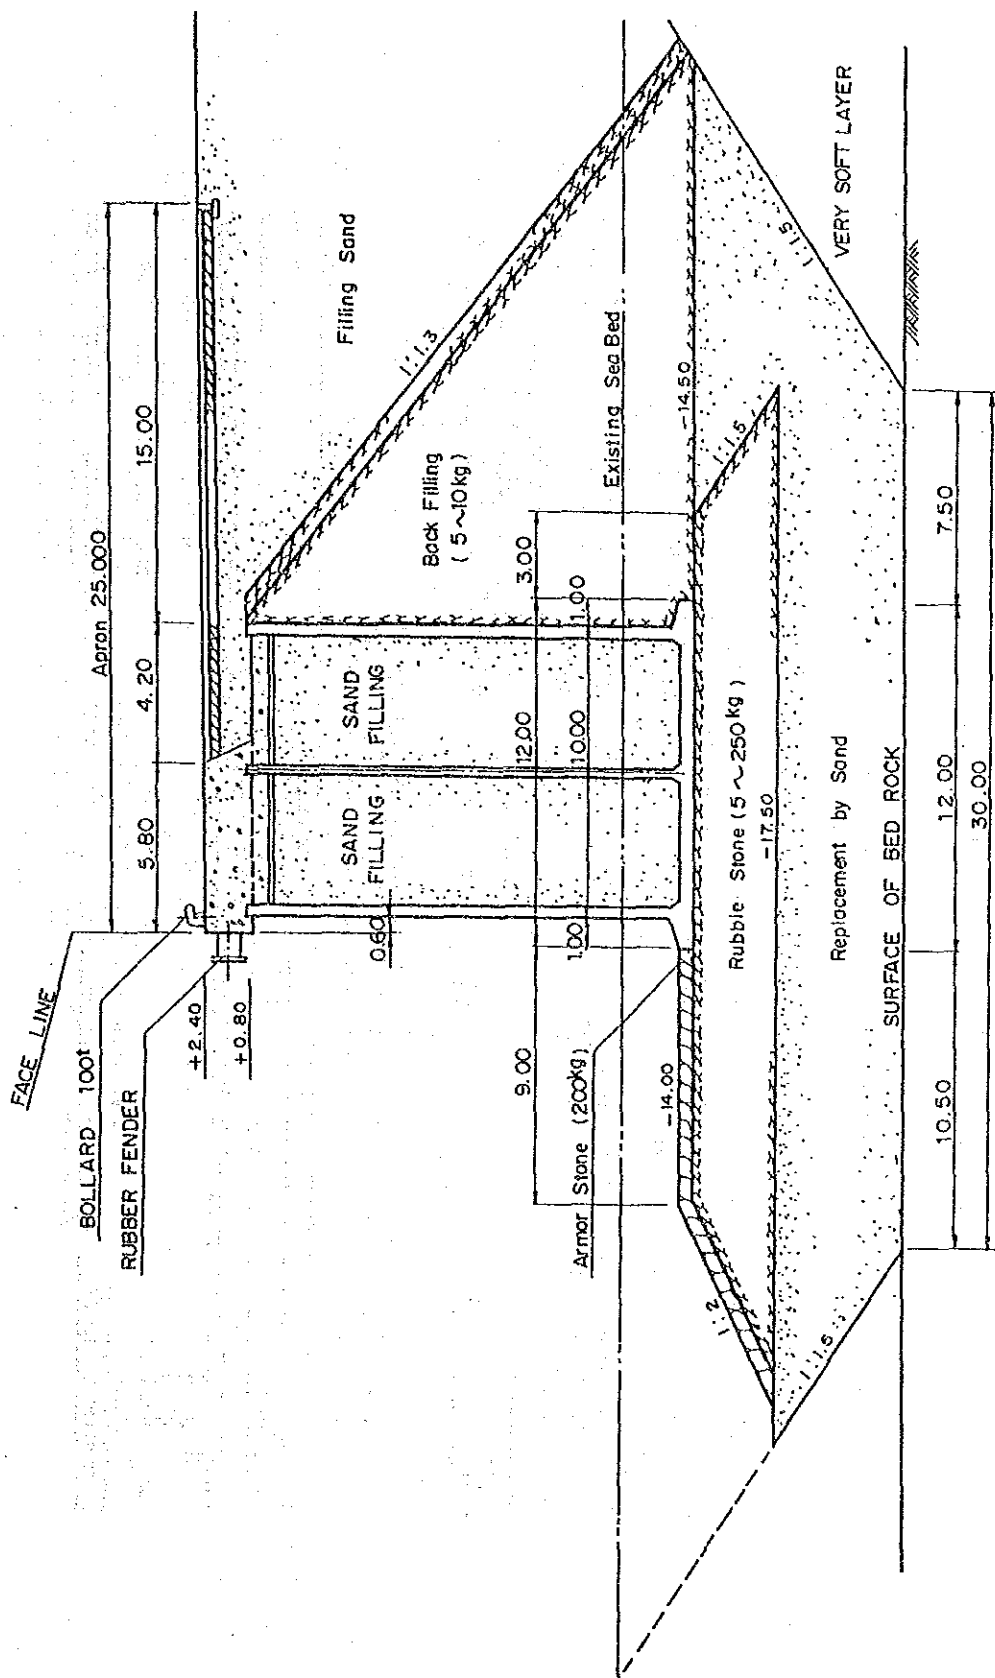 FACE LINE
BOLLARD 100t
RUBBER FENDER
+2.40
+0.80
Apron 25.000
5.80
4.20
15.00
Filling Sand
1:1.3
Back Filling
(5~10kg)
SAND
FILLING
SAND
FILLING
0.60
9.00
12.00
3.00
1.00
10.00
1.00
Existing Sea Bed
Armor Stone (200kg)
-14.00
-14.50
1:2
1:1.5
Rubble Stone (5~250kg)
-17.50
Replacement by Sand
1:1.5
1:1.5
VERY SOFT LAYER
SURFACE OF BED ROCK
10.50
12.00
7.50
30.00